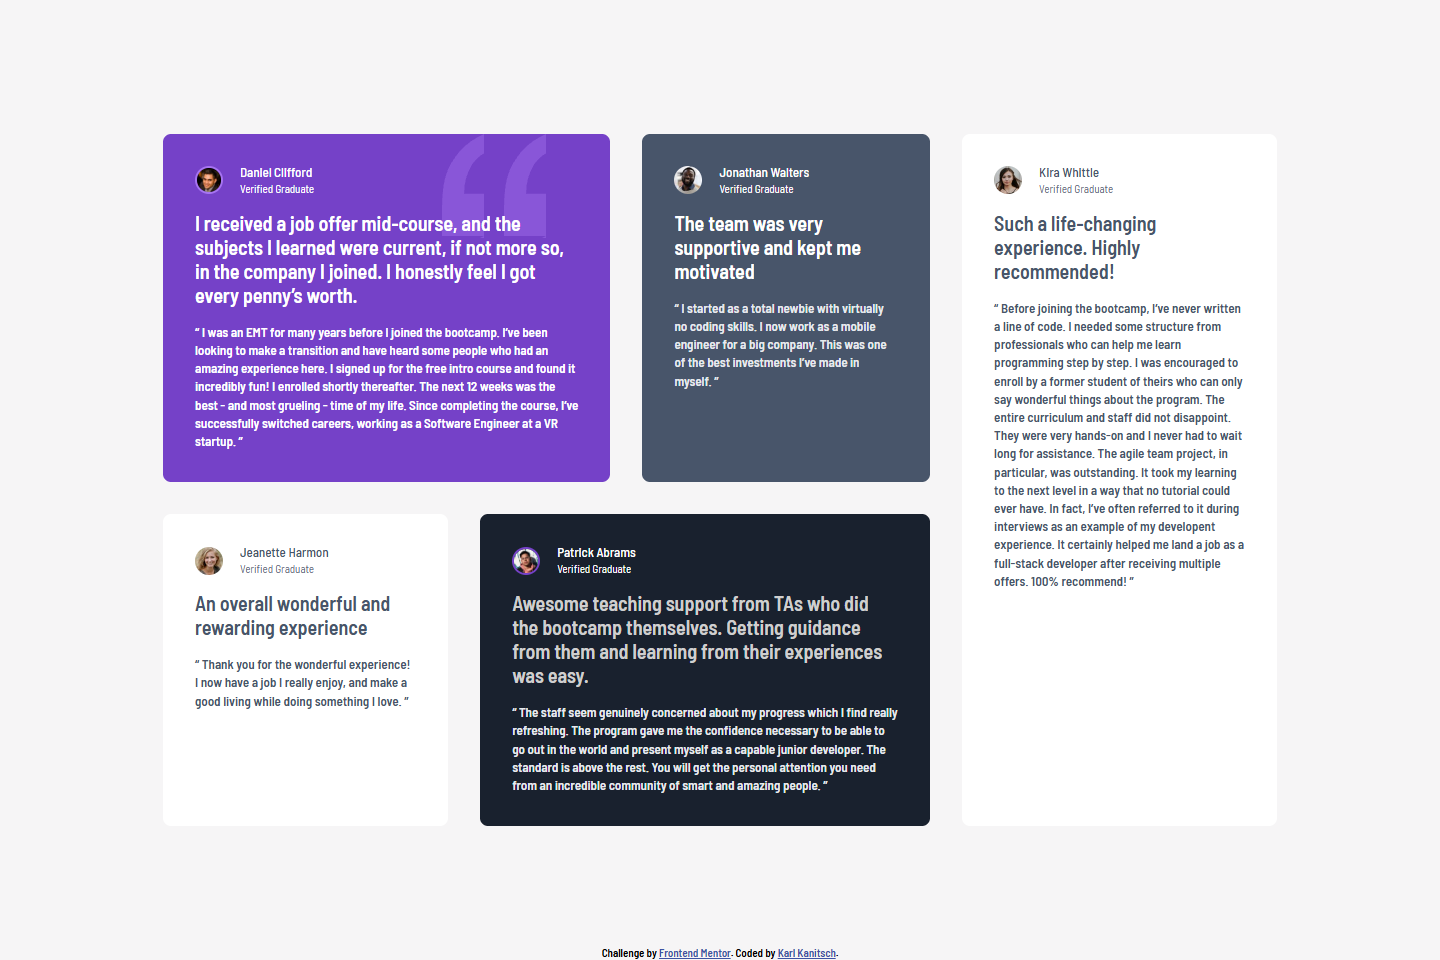 Daniel Clifford
Verified Graduate
I received a job offer mid-course, and the
subjects I learned were current, if not more so,
in the company I joined. I honestly feel I got
every penny’s worth.
“ I was an EMT for many years before I joined the bootcamp. I’ve been
looking to make a transition and have heard some people who had an
amazing experience here. I signed up for the free intro course and found it
incredibly fun! I enrolled shortly thereafter. The next 12 weeks was the
best - and most grueling - time of my life. Since completing the course, I’ve
successfully switched careers, working as a Software Engineer at a VR
startup. ”
Jonathan Walters
Verified Graduate
The team was very
supportive and kept me
motivated
“ I started as a total newbie with virtually
no coding skills. I now work as a mobile
engineer for a big company. This was one
of the best investments I’ve made in
myself. ”
Kira Whittle
Verified Graduate
Such a life-changing
experience. Highly
recommended!
“ Before joining the bootcamp, I’ve never written
a line of code. I needed some structure from
professionals who can help me learn
programming step by step. I was encouraged to
enroll by a former student of theirs who can only
say wonderful things about the program. The
entire curriculum and staff did not disappoint.
They were very hands-on and I never had to wait
long for assistance. The agile team project, in
particular, was outstanding. It took my learning
to the next level in a way that no tutorial could
ever have. In fact, I’ve often referred to it during
interviews as an example of my developent
experience. It certainly helped me land a job as a
full-stack developer after receiving multiple
offers. 100% recommend! ”
Jeanette Harmon
Verified Graduate
An overall wonderful and
rewarding experience
“ Thank you for the wonderful experience!
I now have a job I really enjoy, and make a
good living while doing something I love. ”
Patrick Abrams
Verified Graduate
Awesome teaching support from TAs who did
the bootcamp themselves. Getting guidance
from them and learning from their experiences
was easy.
“ The staff seem genuinely concerned about my progress which I find really
refreshing. The program gave me the confidence necessary to be able to
go out in the world and present myself as a capable junior developer. The
standard is above the rest. You will get the personal attention you need
from an incredible community of smart and amazing people. ”
Challenge by Frontend Mentor. Coded by Karl Kanitsch.